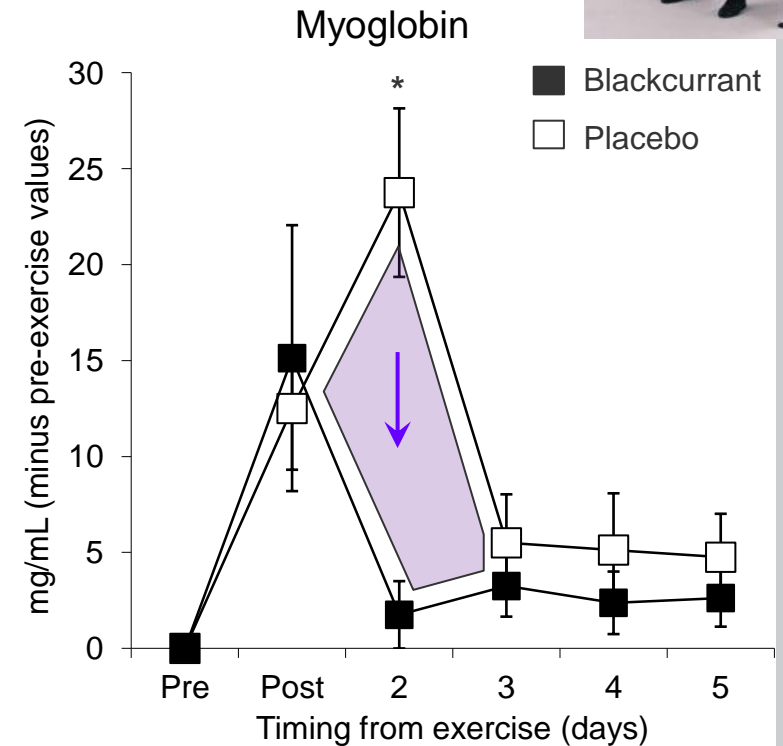 Myoglobin
mg/mL (minus pre-exercise values)
30
25
20
15
10
5
0
*
Blackcurrant
Placebo
Pre Post 2 3 4 5
Timing from exercise (days)